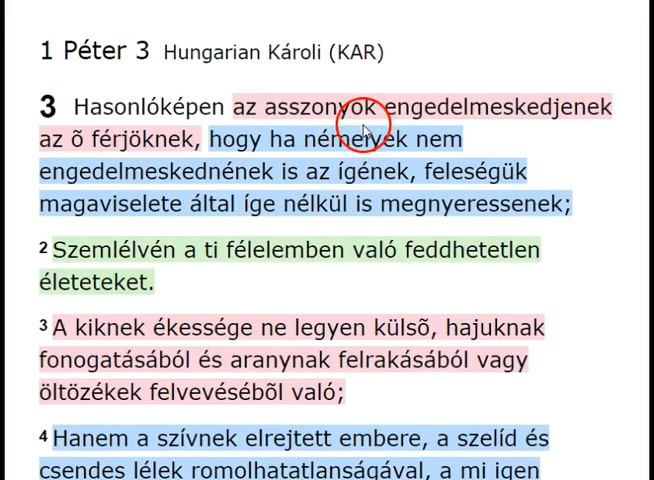 1 Péter 3 Hungarian Károli (KAR)
3 Hasonlóképen az asszonyok engedelmeskedjenek
az õ férjöknek, hogy ha némelyek nem
engedelmeskednének is az ígének, feleségük
magaviselete által íge nélkül is megnyeressenek;
2 Szemlélvén a ti félelemben való feddhetetlen
életeteket.
3 A kiknek ékessége ne legyen külsõ, hajuknak
fonogatásából és aranynak felrakásából vagy
öltözékek felvevésébõl való;
4 Hanem a szívnek elrejtett embere, a szelíd és
csendes lélek romolhatatlanságával, a mi igen